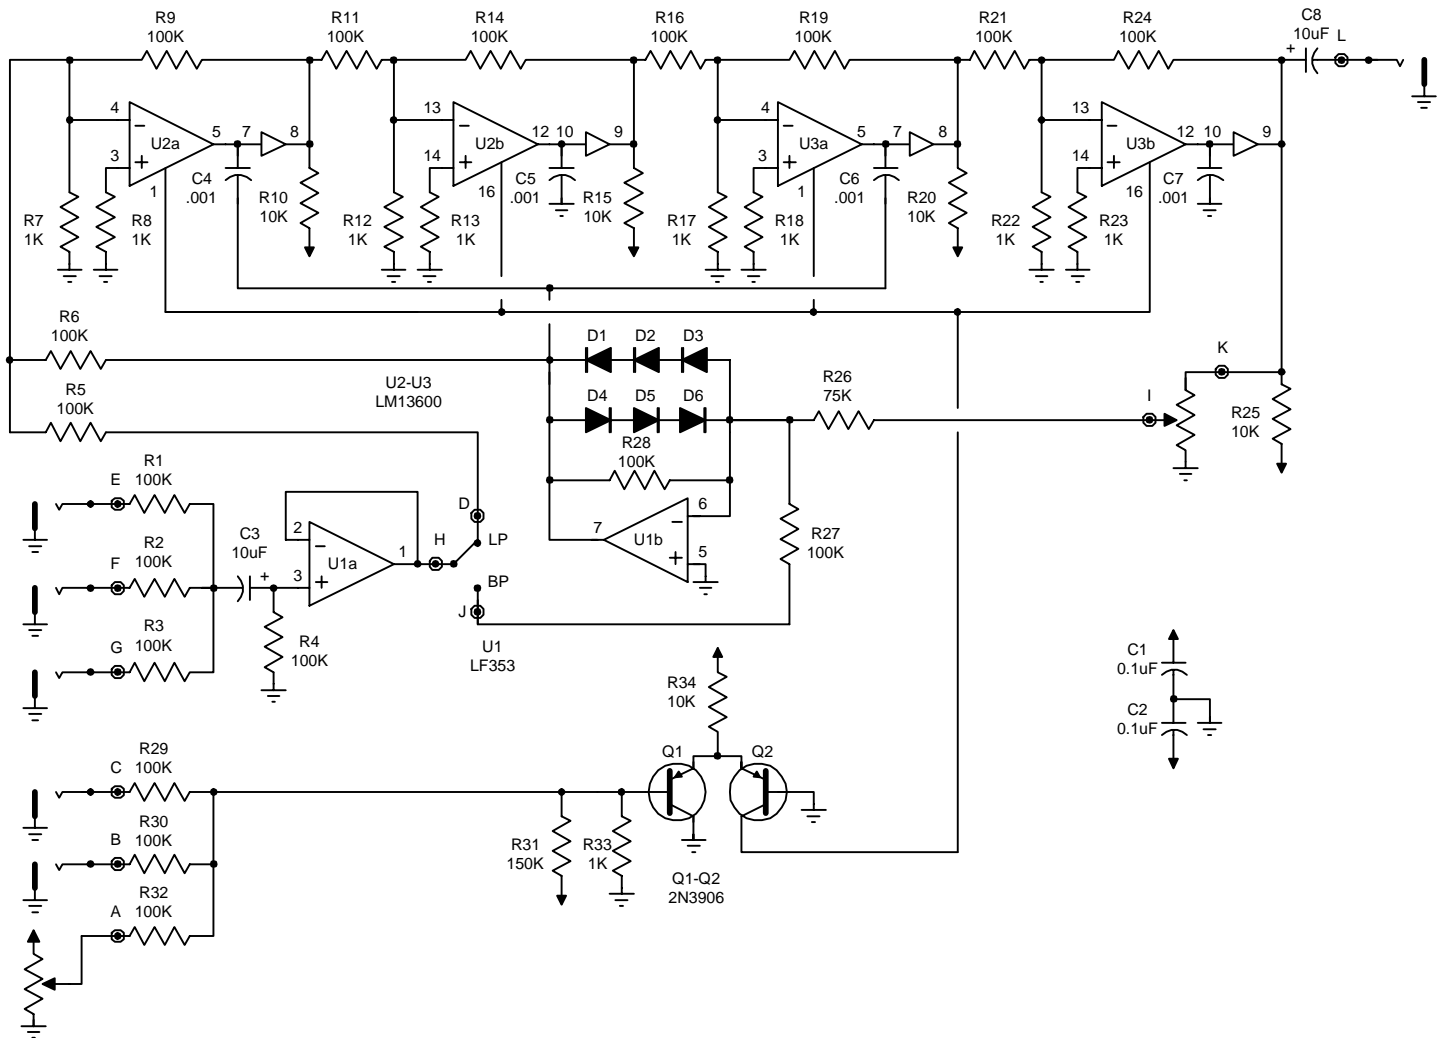 R9
100K
R11
100K
R14
100K
R16
100K
R19
100K
R21
100K
R24
100K
C8
10uF
+
L
4
−
U2a
3
+
1
5
7
8
C4
.001
R10
10K
R7
1K
R8
1K
13
−
U2b
14
+
16
12
10
9
C5
.001
R15
10K
R12
1K
R13
1K
4
−
U3a
3
+
1
5
7
8
C6
.001
R20
10K
R17
1K
R18
1K
13
−
U3b
14
+
16
12
10
9
C7
.001
R22
1K
R23
1K
R6
100K
R5
100K
U2-U3
LM13600
D1
D2
D3
D4
D5
D6
R28
100K
R26
75K
I
K
R25
10K
E
R1
100K
F
R2
100K
G
R3
100K
C3
10uF
+
2
−
U1a
3
+
1
H
R4
100K
D
LP
BP
J
U1
LF353
7
U1b
6
−
+
5
R27
100K
C1
0.1uF
C2
0.1uF
R34
10K
Q1
Q2
C
R29
100K
B
R30
100K
A
R32
100K
R31
150K
R33
1K
Q1-Q2
2N3906